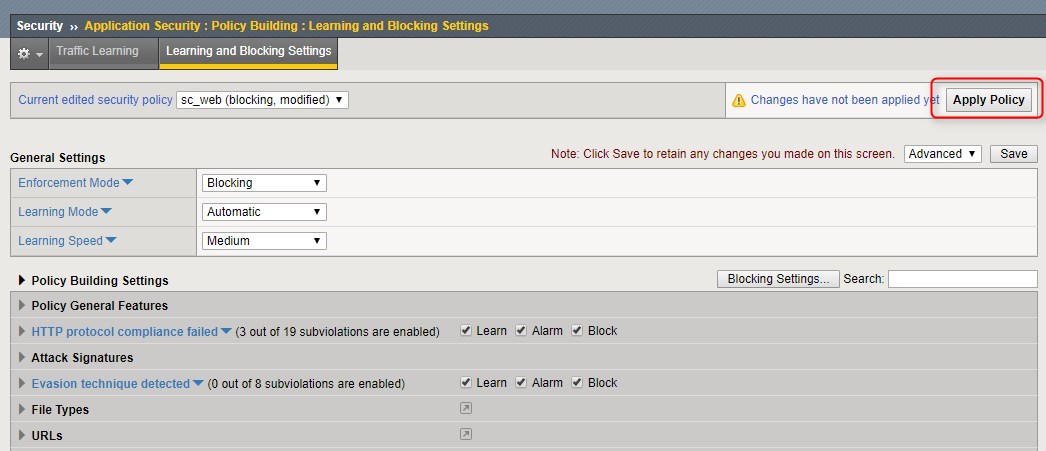 Security ›› Application Security : Policy Building : Learning and Blocking Settings
Traffic Learning Learning and Blocking Settings
Current edited security policy sc_web (blocking, modified) Changes have not been applied yet Apply Policy
General Settings Note: Click Save to retain any changes you made on this screen. Advanced Save
Enforcement Mode Blocking
Learning Mode Automatic
Learning Speed Medium
Policy Building Settings Blocking Settings... Search:
Policy General Features
HTTP protocol compliance failed (3 out of 19 subviolations are enabled) Learn Alarm Block
Attack Signatures
Evasion technique detected (0 out of 8 subviolations are enabled) Learn Alarm Block
File Types
URLs